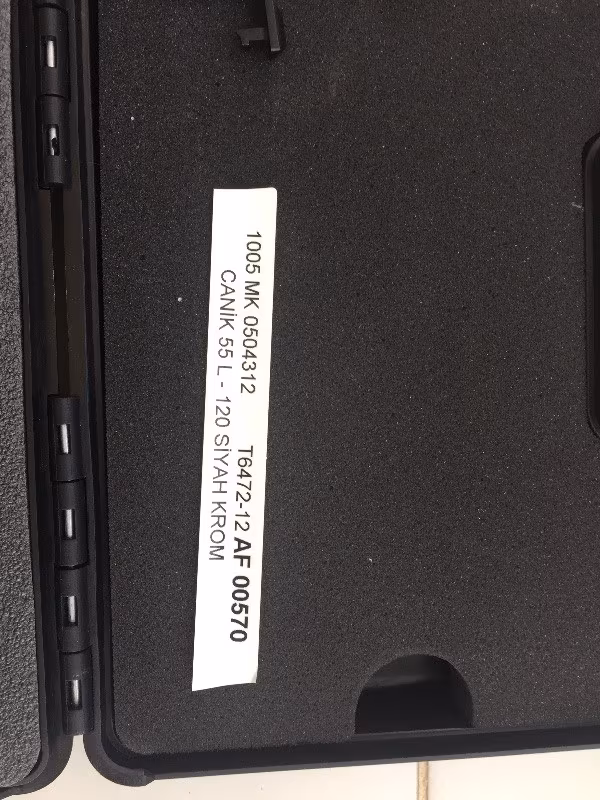 1005 MK 0504312 T6472-12 AF 00570
CANİK 55 L - 120 SİYAH KROM